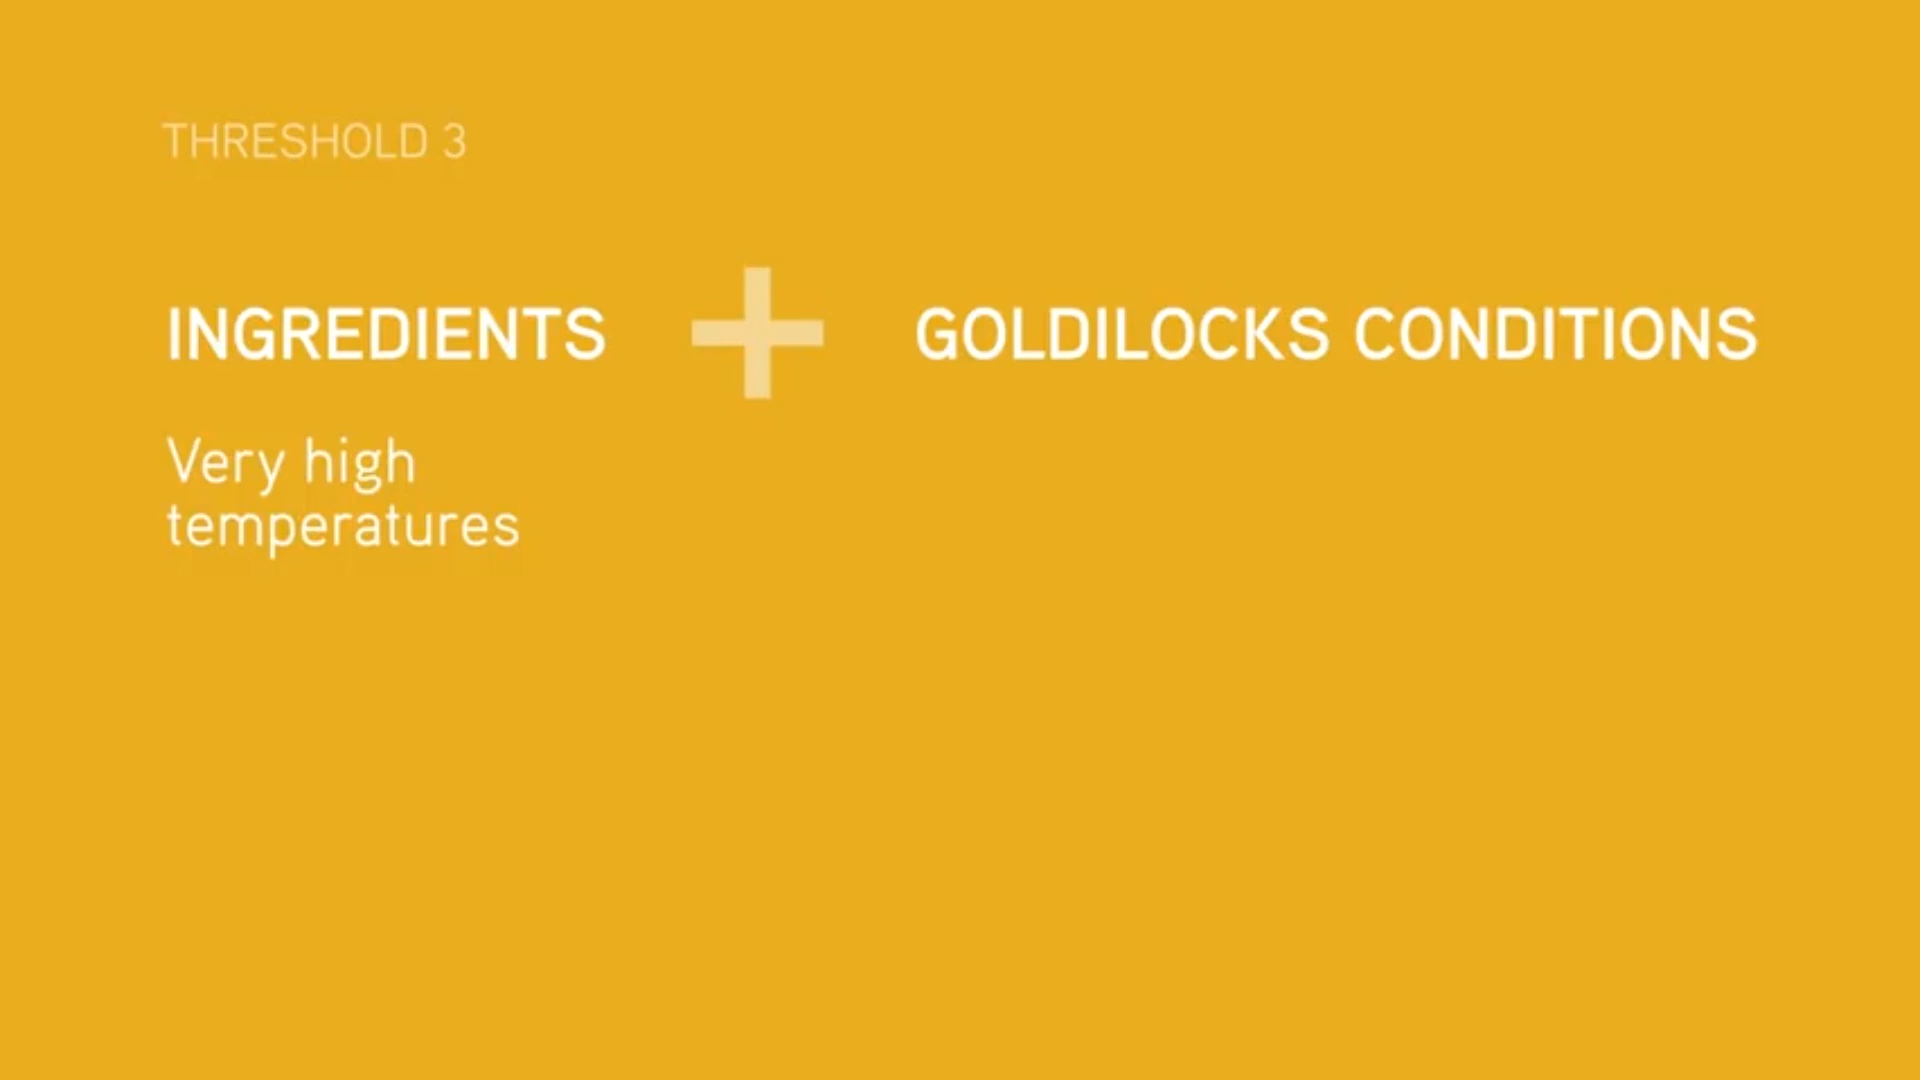 THRESHOLD 3
INGREDIENTS + GOLDILOCKS CONDITIONS
Very high
temperatures